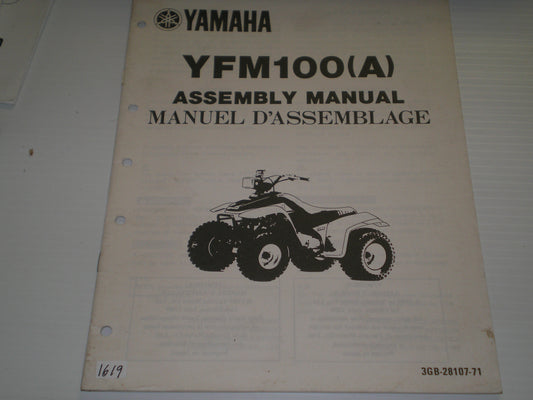 YAMAHA
YFM100(A)
ASSEMBLY MANUAL
MANUEL D'ASSEMBLAGE
1619
3GB-28107-71